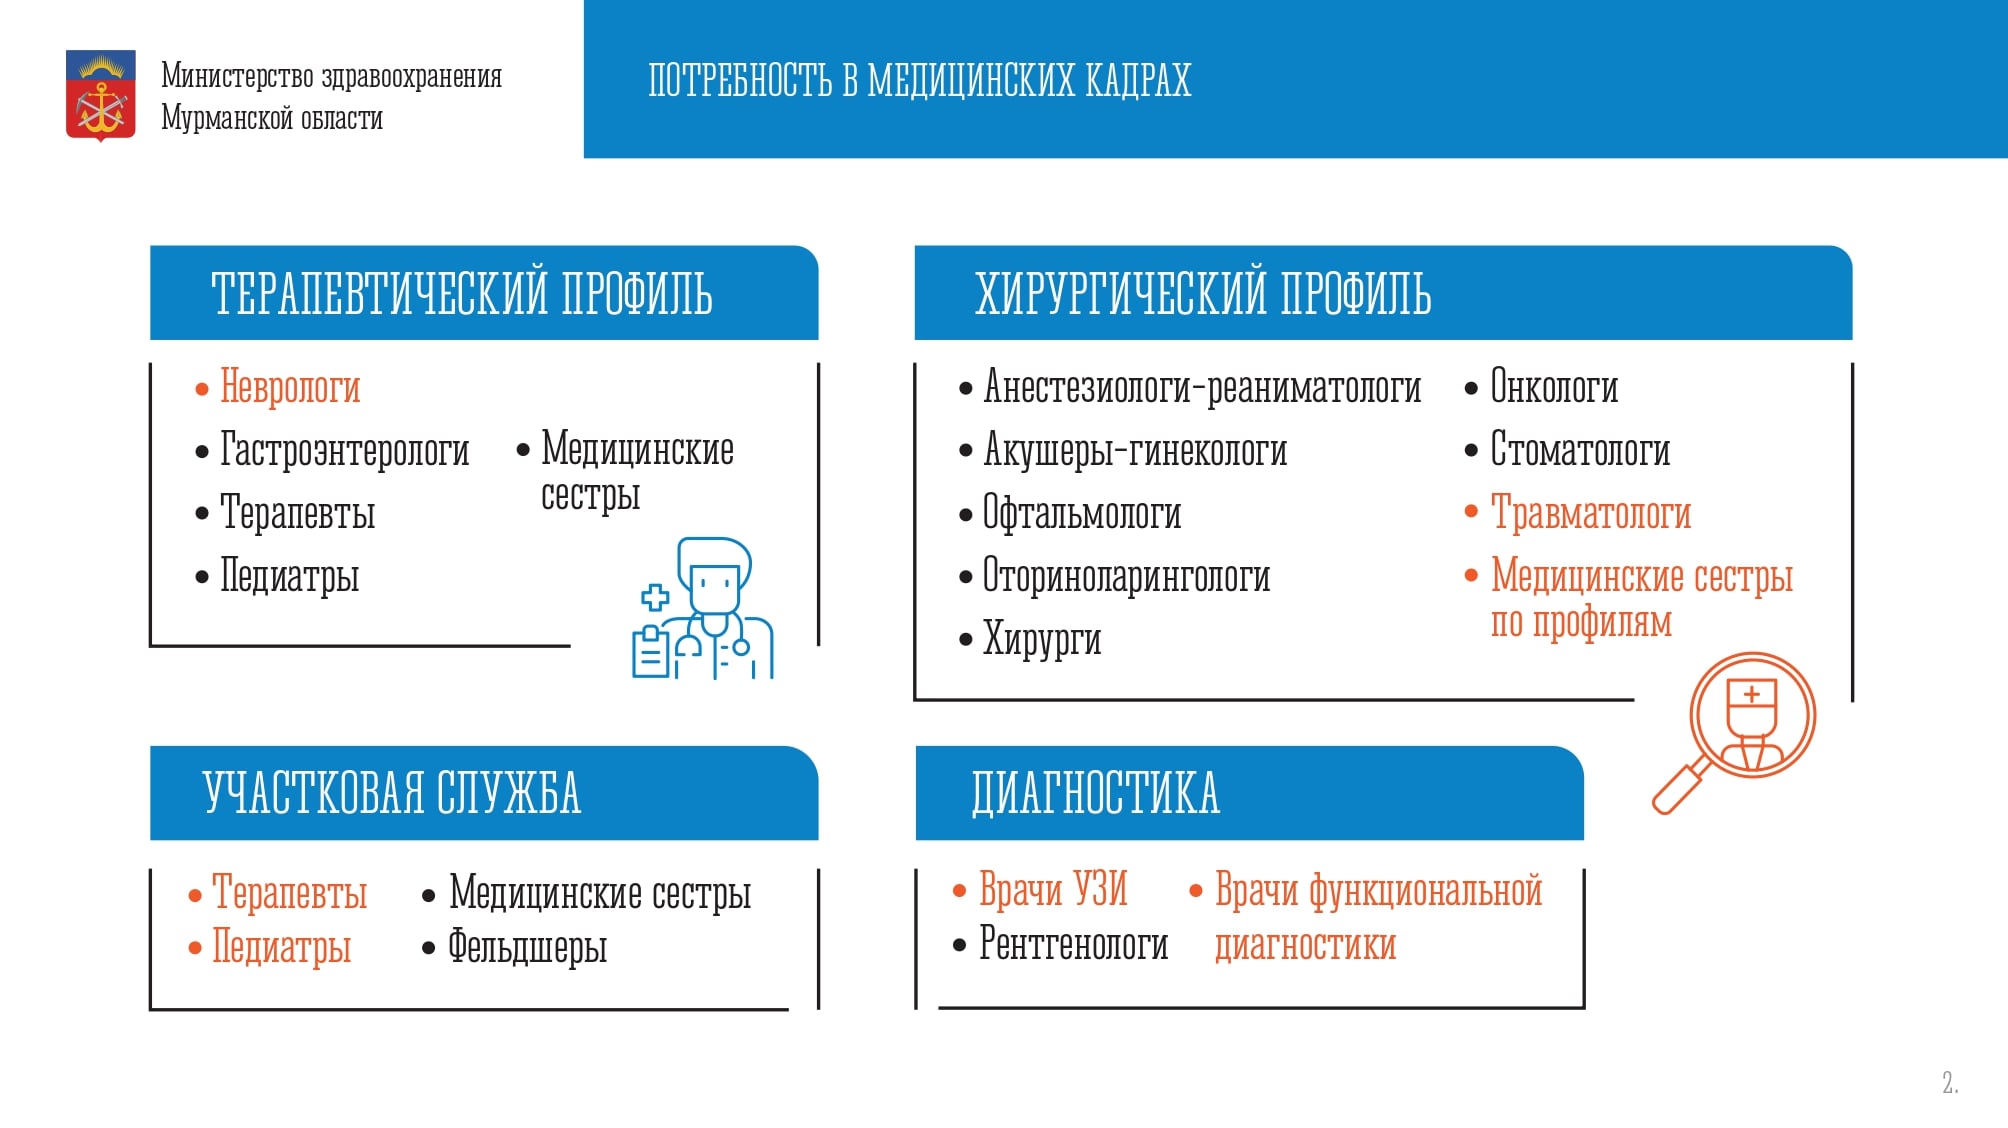 Министерство здравоохранения
Мурманской области
ПОТРЕБНОСТЬ В МЕДИЦИНСКИХ КАДРАХ
ТЕРАПЕВТИЧЕСКИЙ ПРОФИЛЬ
• Неврологи
• Гастроэнтерологи
• Терапевты
• Педиатры
• Медицинские
сестры
ХИРУРГИЧЕСКИЙ ПРОФИЛЬ
• Анестезиологи-реаниматологи
• Акушеры-гинекологи
• Офтальмологи
• Оториноларингологи
• Хирурги
• Онкологи
• Стоматологи
• Травматологи
• Медицинские сестры
по профилям
УЧАСТКОВАЯ СЛУЖБА
• Терапевты
• Педиатры
• Медицинские сестры
• Фельдшеры
ДИАГНОСТИКА
• Врачи УЗИ
• Рентгенологи
• Врачи функциональной
диагностики
2.